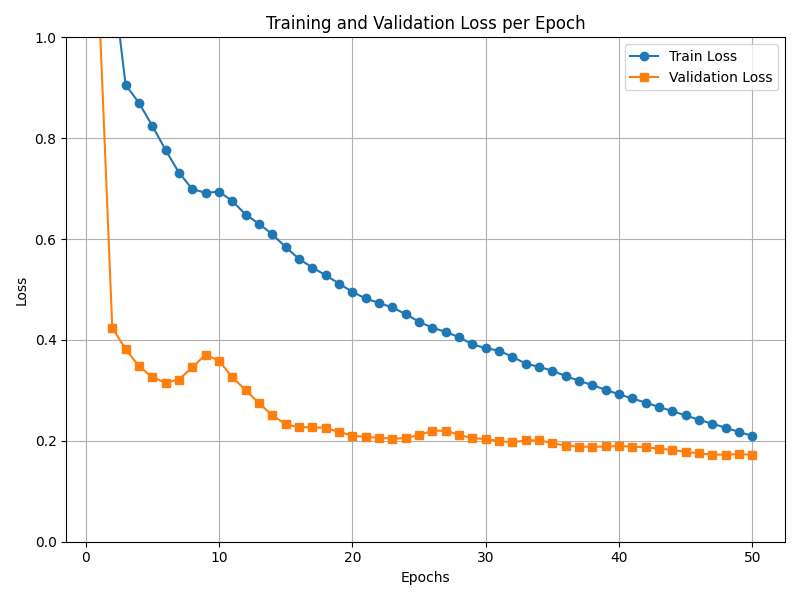 Training and Validation Loss per Epoch
Train Loss
Validation Loss
1.0
0.8
0.6
0.4
0.2
0.0
Loss
0 10 20 30 40 50
Epochs